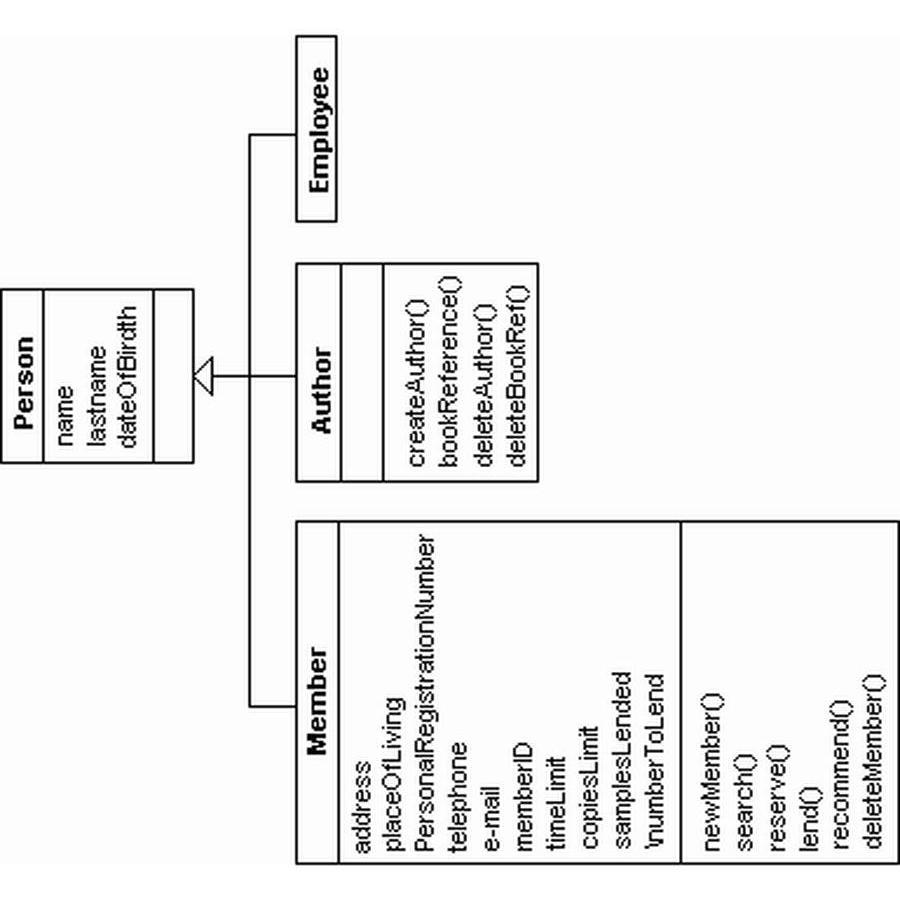 Person
name
lastname
dateOfBirdth
Member
address
placeOfLiving
PersonalRegistrationNumber
telephone
e-mail
memberID
timeLimit
copiesLimit
samplesLended
\numberToLend
newMember()
search()
reserve()
lend()
recommend()
deleteMember()
Author
createAuthor()
bookReference()
deleteAuthor()
deleteBookRef()
Employee